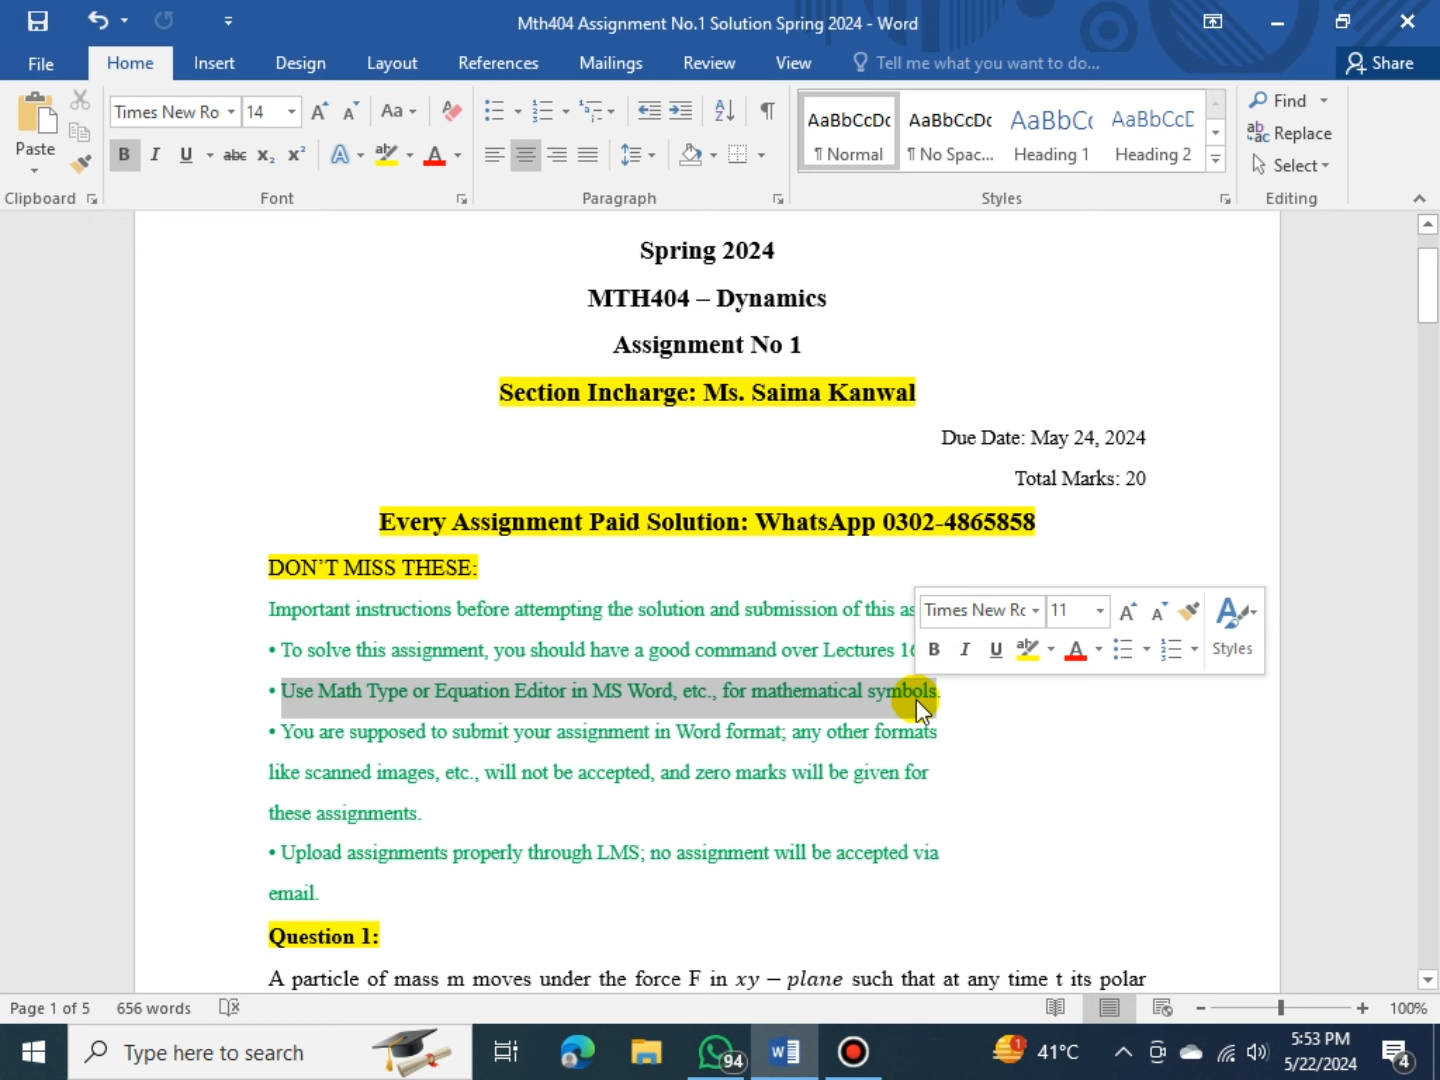 Mth404 Assignment No.1 Solution Spring 2024 - Word
File Home Insert Design Layout References Mailings Review View Tell me what you want to do... Share
Paste
Times New Ro 14 Aa
B I U abc X₂ X²
AaBbCcDc AaBbCcDc AaBbCc AaBbCcE
¶ Normal ¶ No Spac... Heading 1 Heading 2
Find
Replace
Select
Clipboard Font Paragraph Styles Editing
Spring 2024
MTH404 – Dynamics
Assignment No 1
Section Incharge: Ms. Saima Kanwal
Due Date: May 24, 2024
Total Marks: 20
Every Assignment Paid Solution: WhatsApp 0302-4865858
DON'T MISS THESE:
Important instructions before attempting the solution and submission of this as
• To solve this assignment, you should have a good command over Lectures
Times New Rc 11
B I U Styles
• Use Math Type or Equation Editor in MS Word, etc., for mathematical symbols.
• You are supposed to submit your assignment in Word format; any other formats
like scanned images, etc., will not be accepted, and zero marks will be given for
these assignments.
• Upload assignments properly through LMS; no assignment will be accepted via
email.
Question 1:
A particle of mass m moves under the force F in xy − plane such that at any time t its polar
Page 1 of 5 656 words 100%
Type here to search
94
1
41°C
5:53 PM
5/22/2024
4